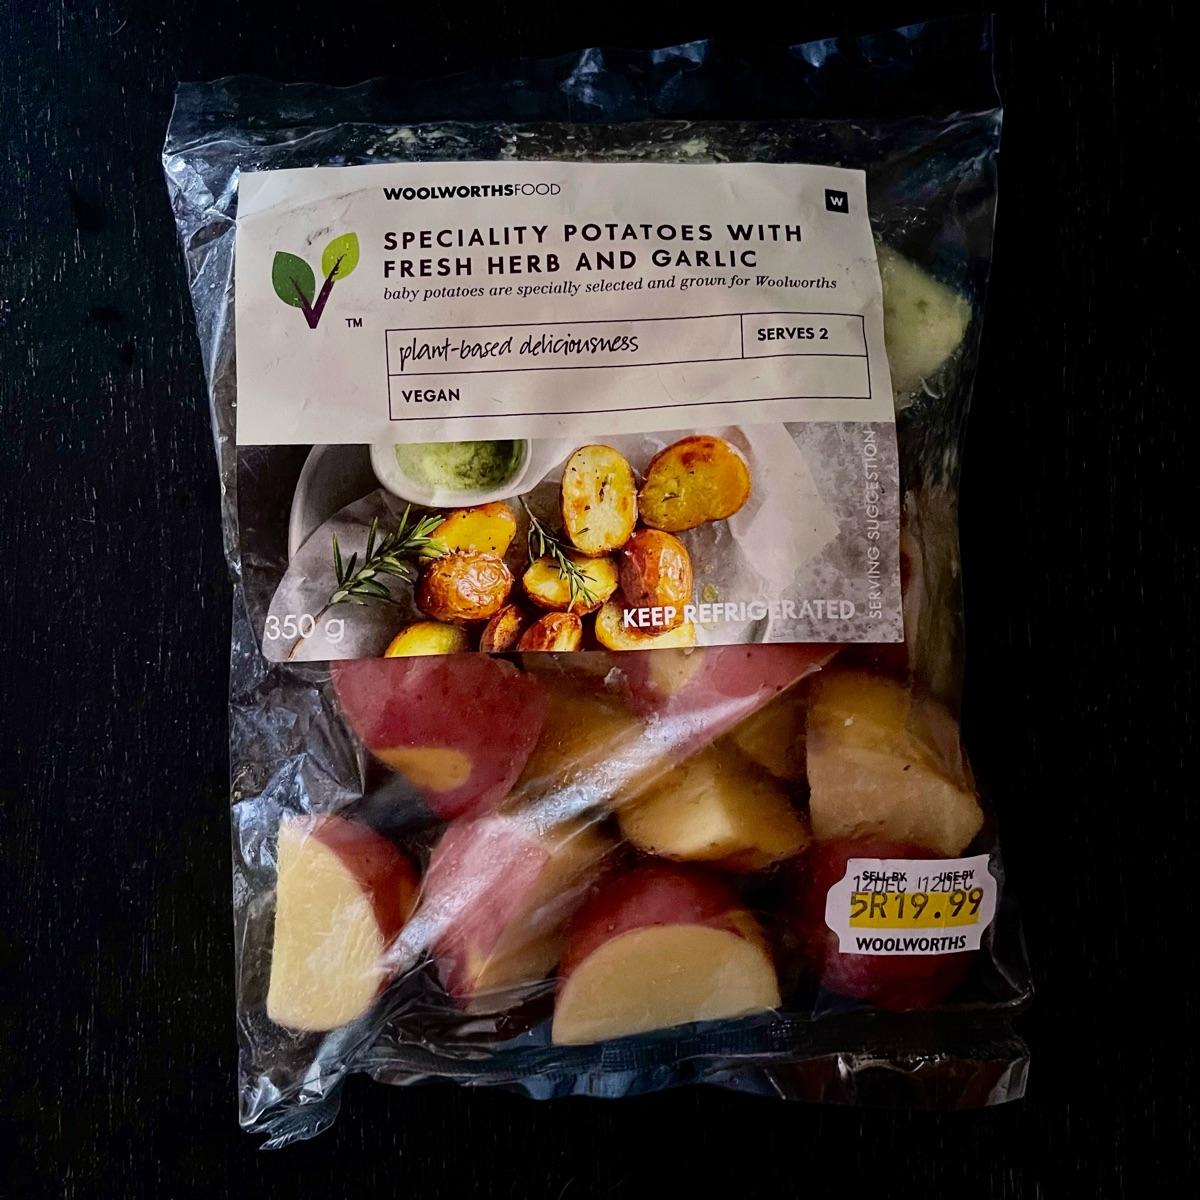 WOOLWORTHSFOOD
W
SPECIALITY POTATOES WITH
FRESH HERB AND GARLIC
baby potatoes are specially selected and grown for Woolworths
TM
plant-based deliciousness
SERVES 2
VEGAN
SERVING SUGGESTION
KEEP REFRIGERATED
350 g
SELL BY USE BY
12DEC 12DEC
5R19.99
WOOLWORTHS